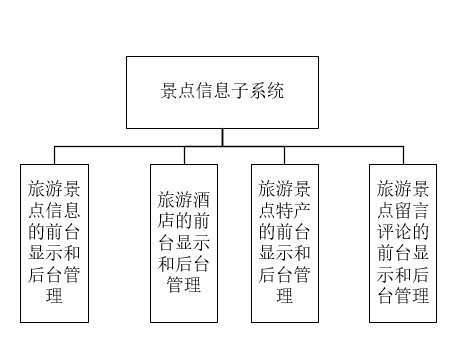 景点信息子系统
旅游景
点信息
的前台
显示和
后台管
理
旅游酒
店的前
台显示
和后台
管理
旅游景
点特产
的前台
显示和
后台管
理
旅游景
点留言
评论的
前台显
示和后
台管理